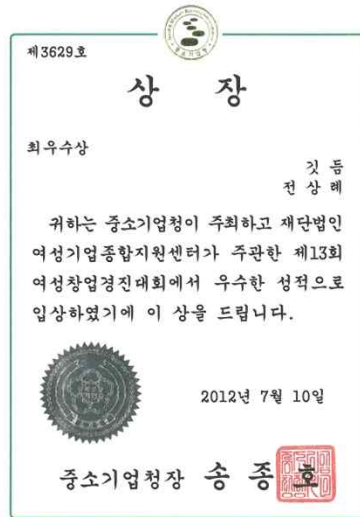 제3629호
상 장
최우수상
깃 듬
전 상 례
귀하는 중소기업청이 주최하고 재단법인
여성기업종합지원센터가 주관한 제13회
여성창업경진대회에서 우수한 성적으로
입상하였기에 이 상을 드립니다.
2012년 7월 10일
중소기업청장 송 종 호